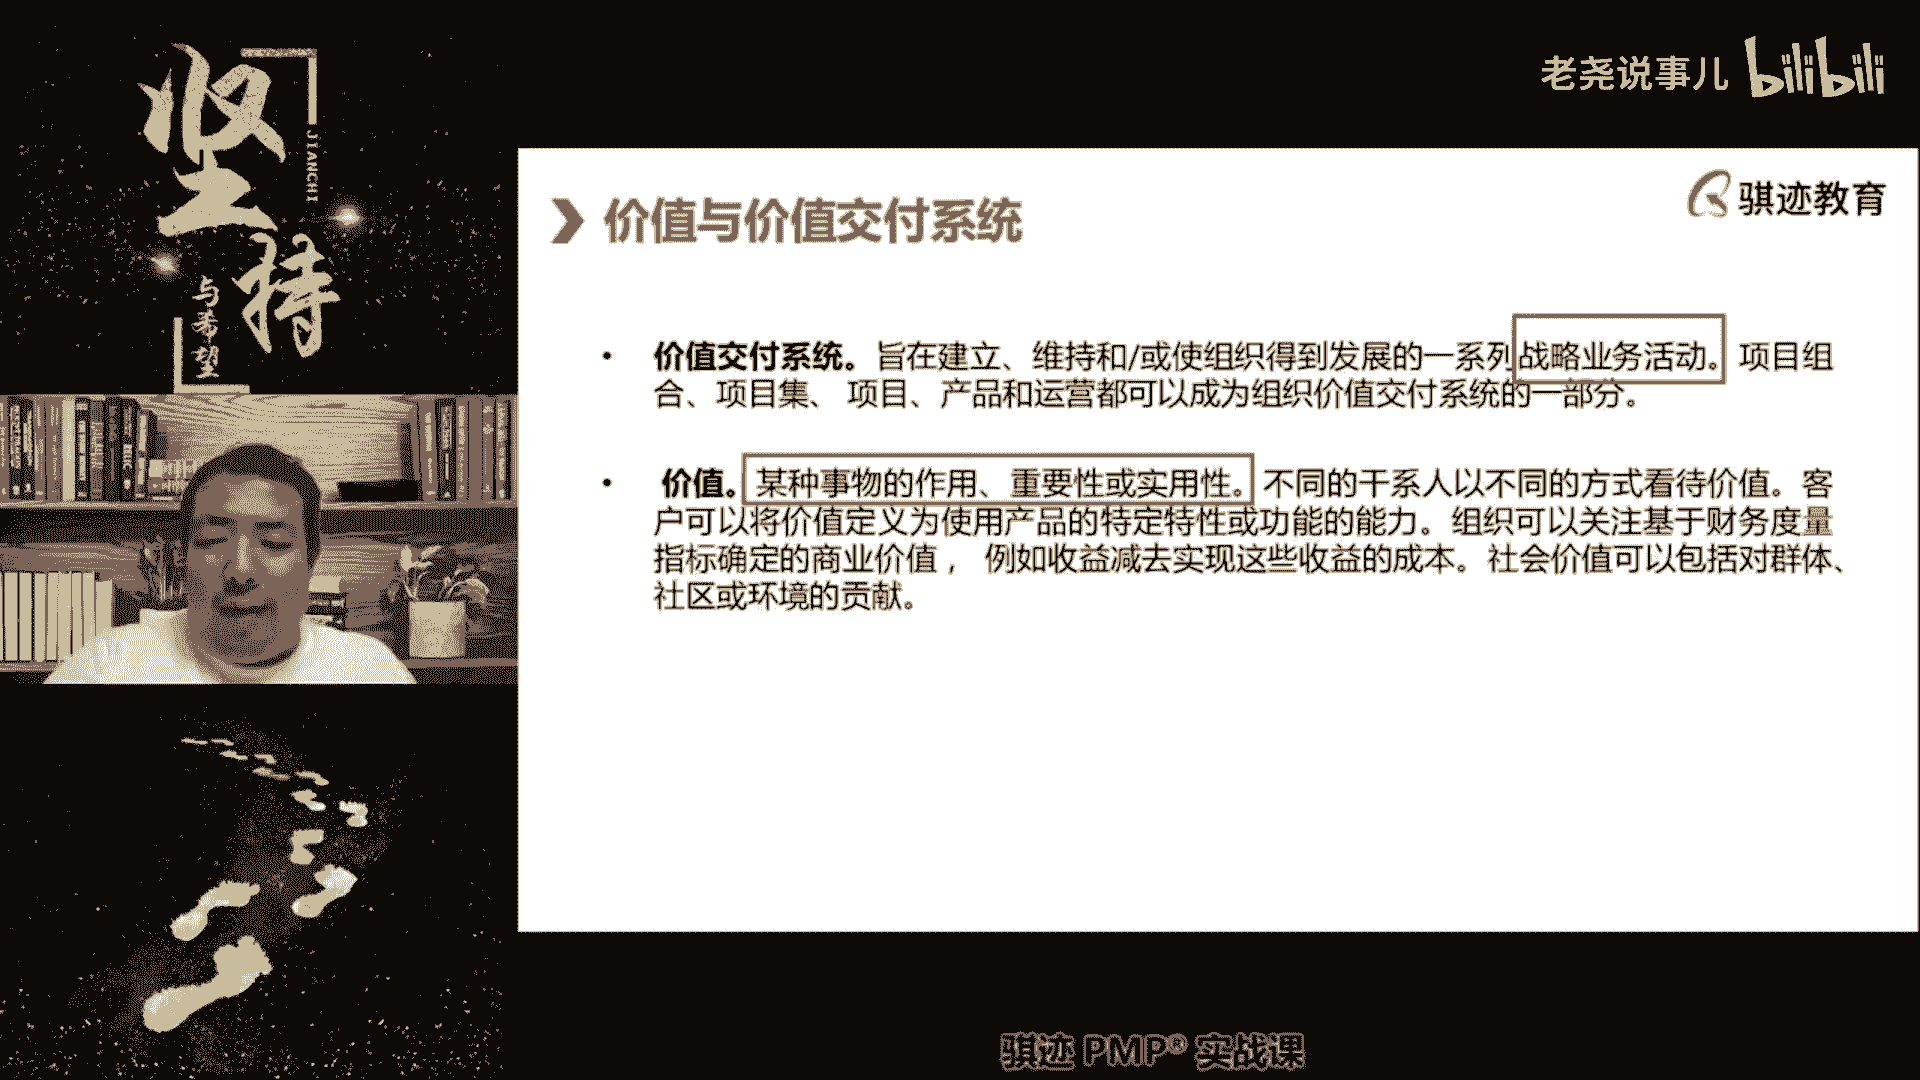 坚持
JIANCHI
与希望
老尧说事儿 bilibili
骐迹教育
价值与价值交付系统
• 价值交付系统。旨在建立、维持和/或使组织得到发展的一系列战略业务活动。项目组
合、项目集、 项目、产品和运营都可以成为组织价值交付系统的一部分。
• 价值。某种事物的作用、重要性或实用性。不同的干系人以不同的方式看待价值。客
户可以将价值定义为使用产品的特定特性或功能的能力。组织可以关注基于财务度量
指标确定的商业价值， 例如收益减去实现这些收益的成本。社会价值可以包括对群体、
社区或环境的贡献。
骐迹 PMP® 实战课